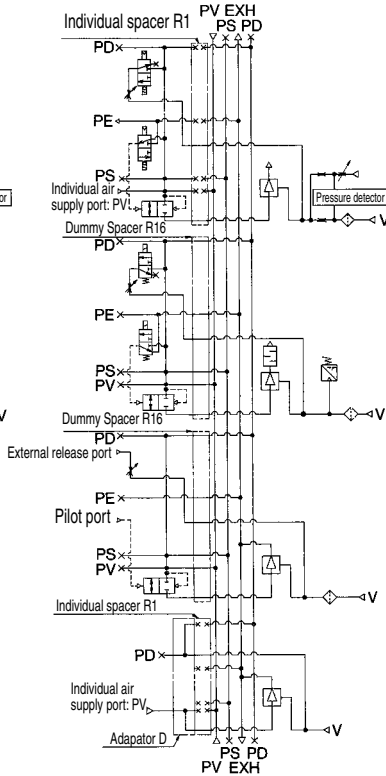 Individual spacer R1
PV EXH
PS PD
PD
PE
PS
Individual air
supply port: PV
Pressure detector
V
Dummy Spacer R16
PD
PE
PS
PV
V
Dummy Spacer R16
PD
External release port
PE
Pilot port
PS
PV
V
Individual spacer R1
PD
Individual air
supply port: PV
V
Adapator D
PS PD
PV EXH